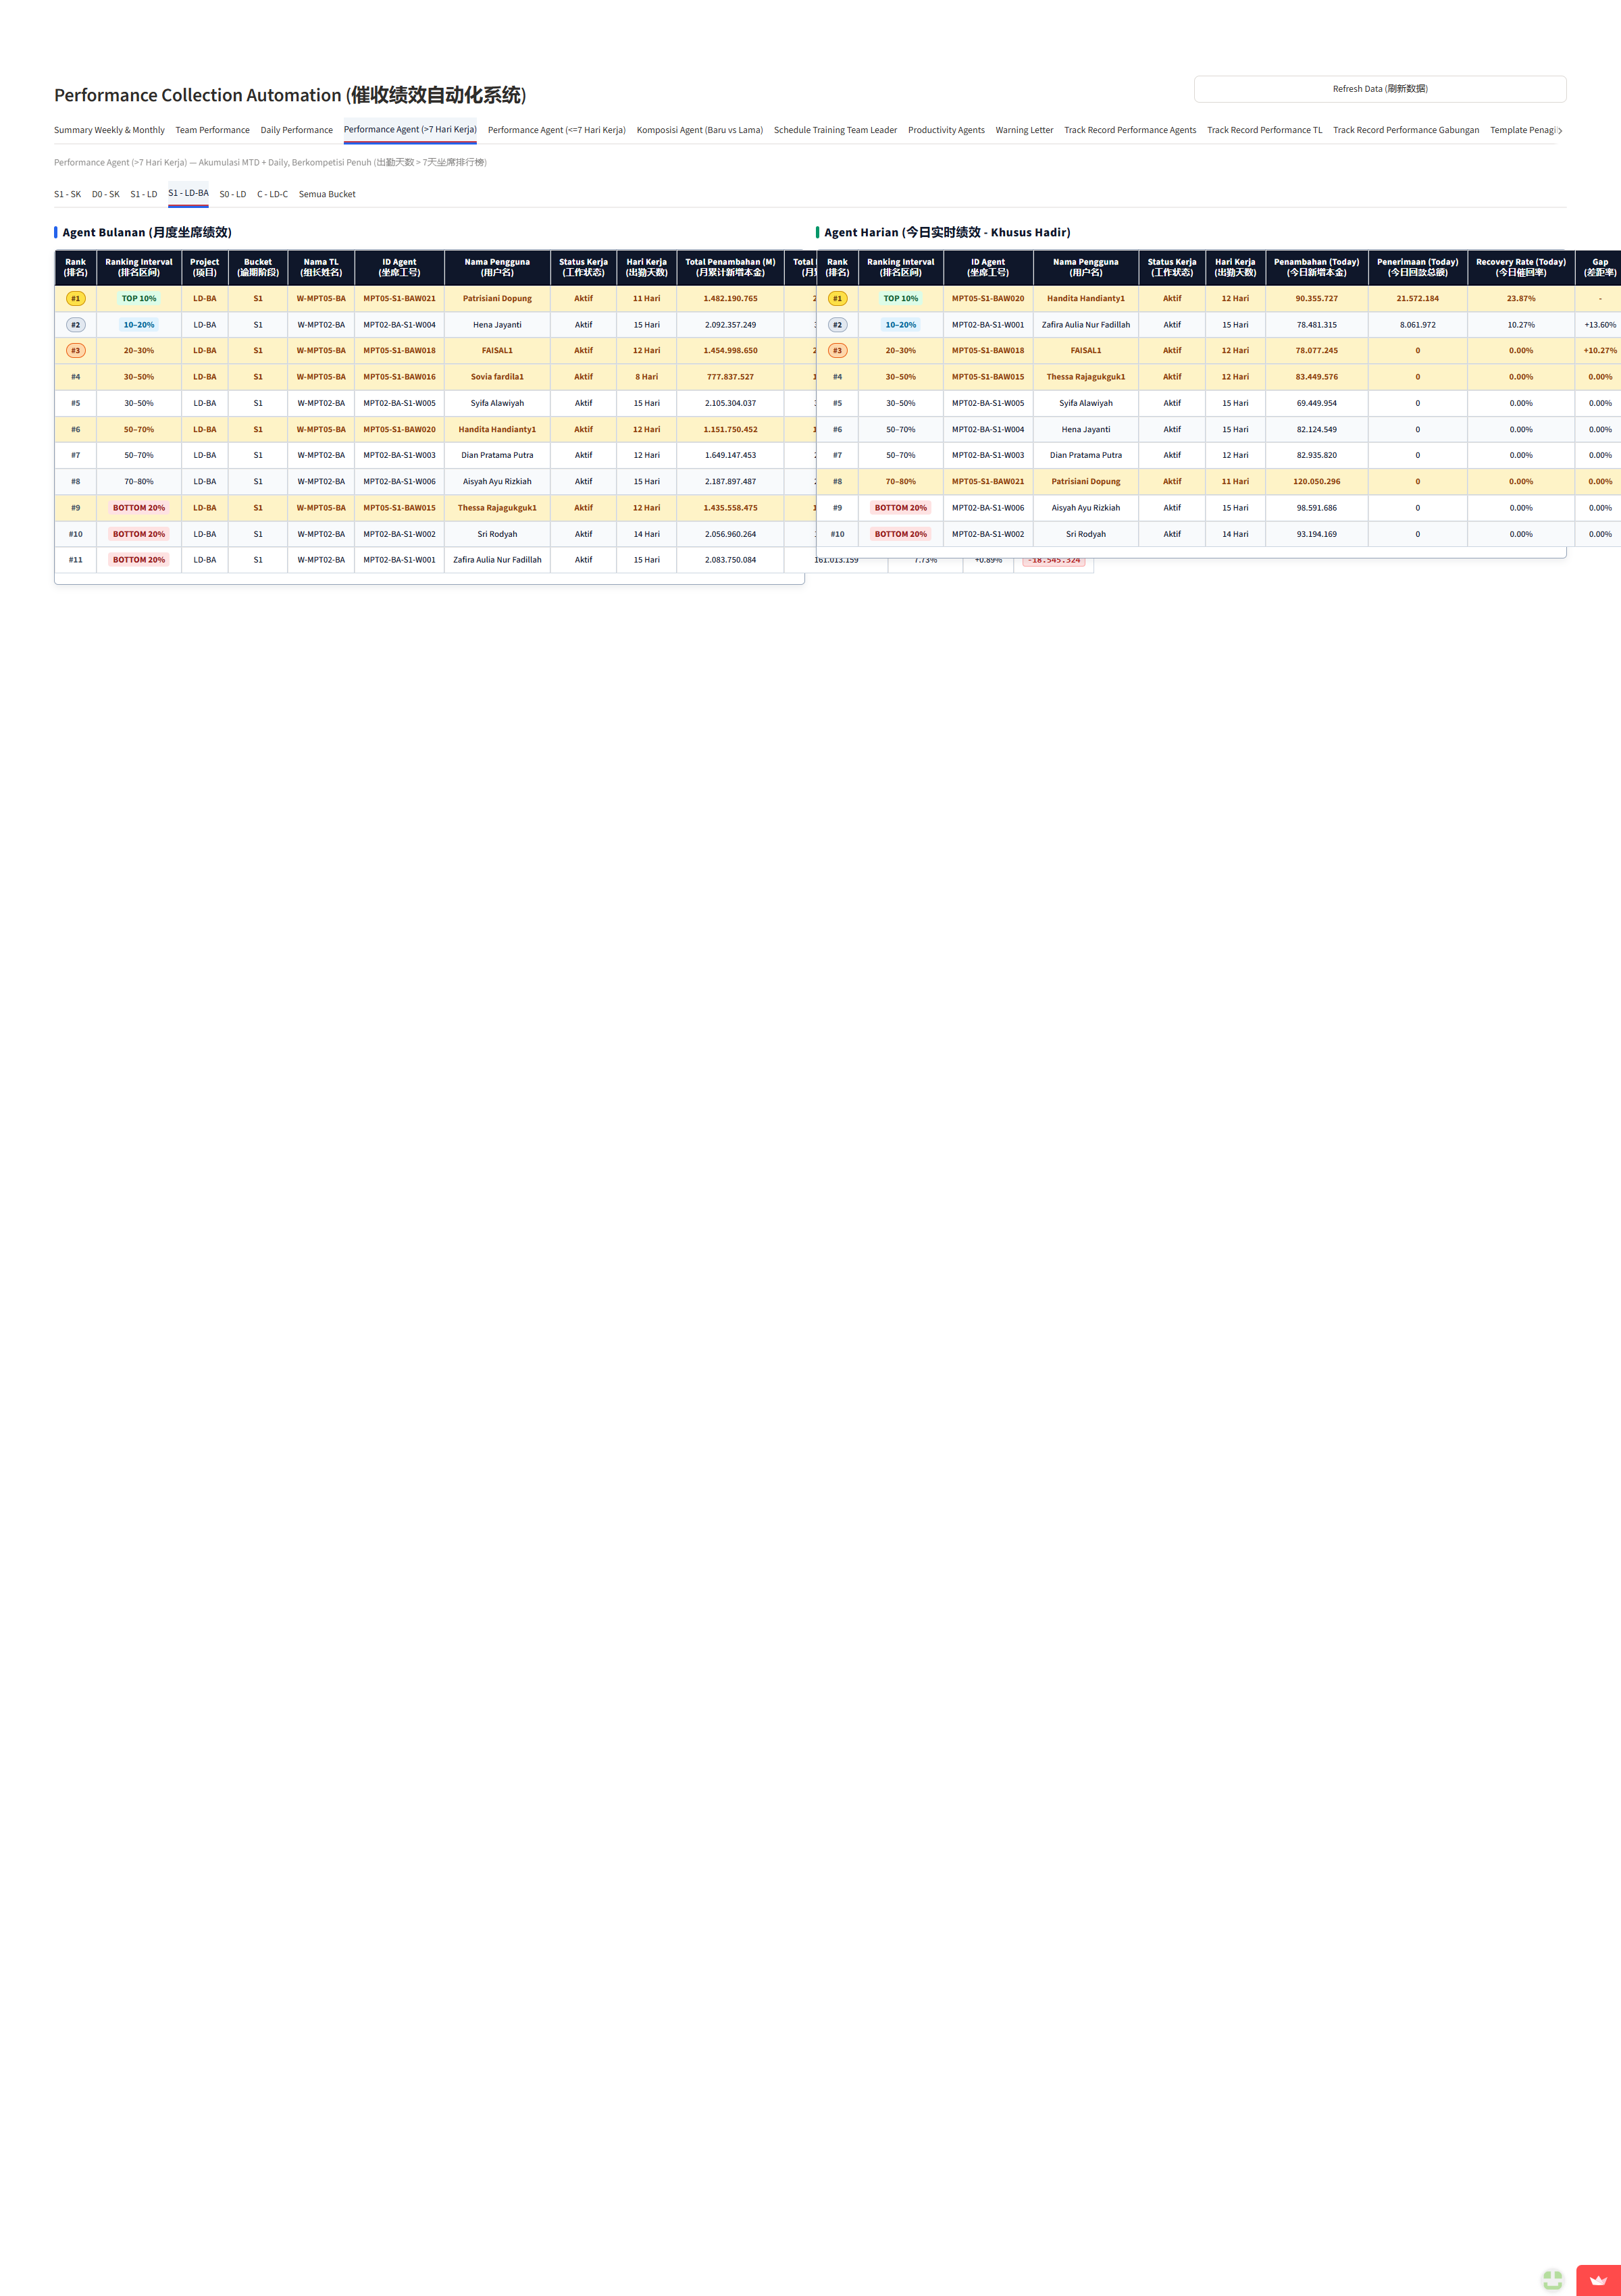 Performance Collection Automation (催收绩效自动化系统)
Refresh Data (刷新数据)
Summary Weekly & Monthly Team Performance Daily Performance Performance Agent (>7 Hari Kerja) Performance Agent (<=7 Hari Kerja) Komposisi Agent (Baru vs Lama) Schedule Training Team Leader Productivity Agents Warning Letter Track Record Performance Agents Track Record Performance TL Track Record Performance Gabungan Template Penagi
Performance Agent (>7 Hari Kerja) — Akumulasi MTD + Daily, Berkompetisi Penuh (出勤天数 > 7天坐席排行榜)
S1 - SK D0 - SK S1 - LD S1 - LD-BA S0 - LD C - LD-C Semua Bucket
Agent Bulanan (月度坐席绩效)
Rank Ranking Interval Project Bucket Nama TL ID Agent Nama Pengguna Status Kerja Hari Kerja Total Penambahan (M) Total
(排名) (排名区间) (项目) (逾期阶段) (组长姓名) (坐席工号) (用户名) (工作状态) (出勤天数) (月累计新增本金)
#1 TOP 10% LD-BA S1 W-MPT05-BA MPT05-S1-BAW021 Patrisiani Dopung Aktif 11 Hari 1.482.190.765
#2 10–20% LD-BA S1 W-MPT02-BA MPT02-BA-S1-W004 Hena Jayanti Aktif 15 Hari 2.092.357.249
#3 20–30% LD-BA S1 W-MPT05-BA MPT05-S1-BAW018 FAISAL1 Aktif 12 Hari 1.454.998.650
#4 30–50% LD-BA S1 W-MPT05-BA MPT05-S1-BAW016 Sovia fardila1 Aktif 8 Hari 777.837.527
#5 30–50% LD-BA S1 W-MPT02-BA MPT02-BA-S1-W005 Syifa Alawiyah Aktif 15 Hari 2.105.304.037
#6 50–70% LD-BA S1 W-MPT05-BA MPT05-S1-BAW020 Handita Handianty1 Aktif 12 Hari 1.151.750.452
#7 50–70% LD-BA S1 W-MPT02-BA MPT02-BA-S1-W003 Dian Pratama Putra Aktif 12 Hari 1.649.147.453
#8 70–80% LD-BA S1 W-MPT02-BA MPT02-BA-S1-W006 Aisyah Ayu Rizkiah Aktif 15 Hari 2.187.897.487
#9 BOTTOM 20% LD-BA S1 W-MPT05-BA MPT05-S1-BAW015 Thessa Rajagukguk1 Aktif 12 Hari 1.435.558.475
#10 BOTTOM 20% LD-BA S1 W-MPT02-BA MPT02-BA-S1-W002 Sri Rodyah Aktif 14 Hari 2.056.960.264
#11 BOTTOM 20% LD-BA S1 W-MPT02-BA MPT02-BA-S1-W001 Zafira Aulia Nur Fadillah Aktif 15 Hari 2.083.750.084 161.013.159 7.73% +0.89% -18.545.324
Agent Harian (今日实时绩效 - Khusus Hadir)
Rank Ranking Interval ID Agent Nama Pengguna Status Kerja Hari Kerja Penambahan (Today) Penerimaan (Today) Recovery Rate (Today) Gap
(排名) (排名区间) (坐席工号) (用户名) (工作状态) (出勤天数) (今日新增本金) (今日回款总额) (今日催回率) (差距率)
#1 TOP 10% MPT05-S1-BAW020 Handita Handianty1 Aktif 12 Hari 90.355.727 21.572.184 23.87% -
#2 10–20% MPT02-BA-S1-W001 Zafira Aulia Nur Fadillah Aktif 15 Hari 78.481.315 8.061.972 10.27% +13.60%
#3 20–30% MPT05-S1-BAW018 FAISAL1 Aktif 12 Hari 78.077.245 0 0.00% +10.27%
#4 30–50% MPT05-S1-BAW015 Thessa Rajagukguk1 Aktif 12 Hari 83.449.576 0 0.00% 0.00%
#5 30–50% MPT02-BA-S1-W005 Syifa Alawiyah Aktif 15 Hari 69.449.954 0 0.00% 0.00%
#6 50–70% MPT02-BA-S1-W004 Hena Jayanti Aktif 15 Hari 82.124.549 0 0.00% 0.00%
#7 50–70% MPT02-BA-S1-W003 Dian Pratama Putra Aktif 12 Hari 82.935.820 0 0.00% 0.00%
#8 70–80% MPT05-S1-BAW021 Patrisiani Dopung Aktif 11 Hari 120.050.296 0 0.00% 0.00%
#9 BOTTOM 20% MPT02-BA-S1-W006 Aisyah Ayu Rizkiah Aktif 15 Hari 98.591.686 0 0.00% 0.00%
#10 BOTTOM 20% MPT02-BA-S1-W002 Sri Rodyah Aktif 14 Hari 93.194.169 0 0.00% 0.00%